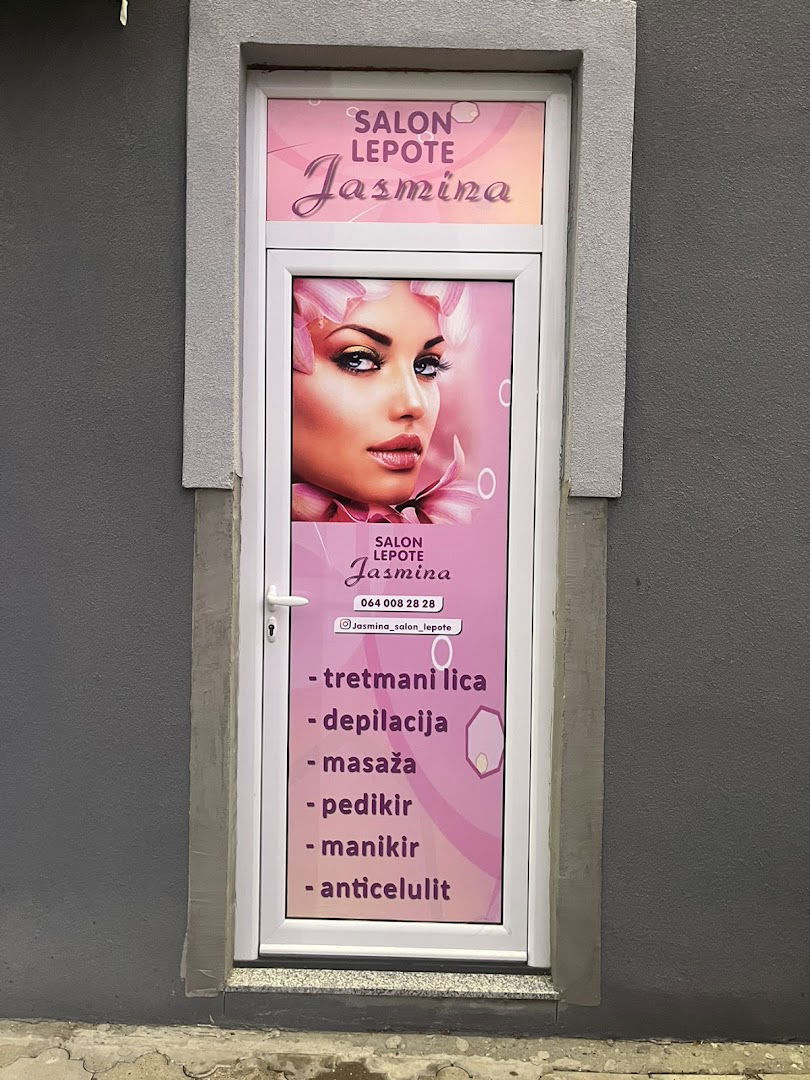 SALON
LEPOTE
Jasmina
SALON
LEPOTE
Jasmina
064 008 28 28
Jasmina_salon_lepote
- tretmani lica
- depilacija
- masaža
- pedikir
- manikir
- anticelulit